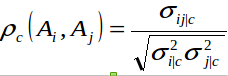 ρ_c(A_i, A_j) = σ_{ij|c} / √(σ²_{i|c} σ²_{j|c})